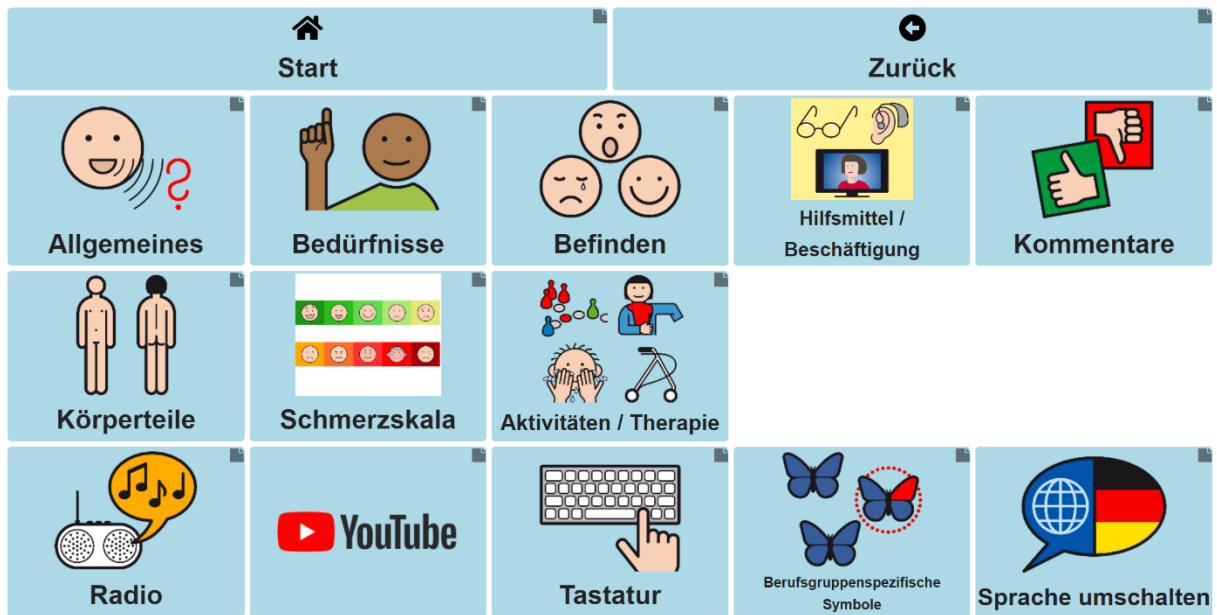 Start
Zurück
Allgemeines
Bedürfnisse
Befinden
Hilfsmittel /
Beschäftigung
Kommentare
Körperteile
Schmerzskala
Aktivitäten / Therapie
Radio
YouTube
Tastatur
Berufsgruppenspezifische
Symbole
Sprache umschalten